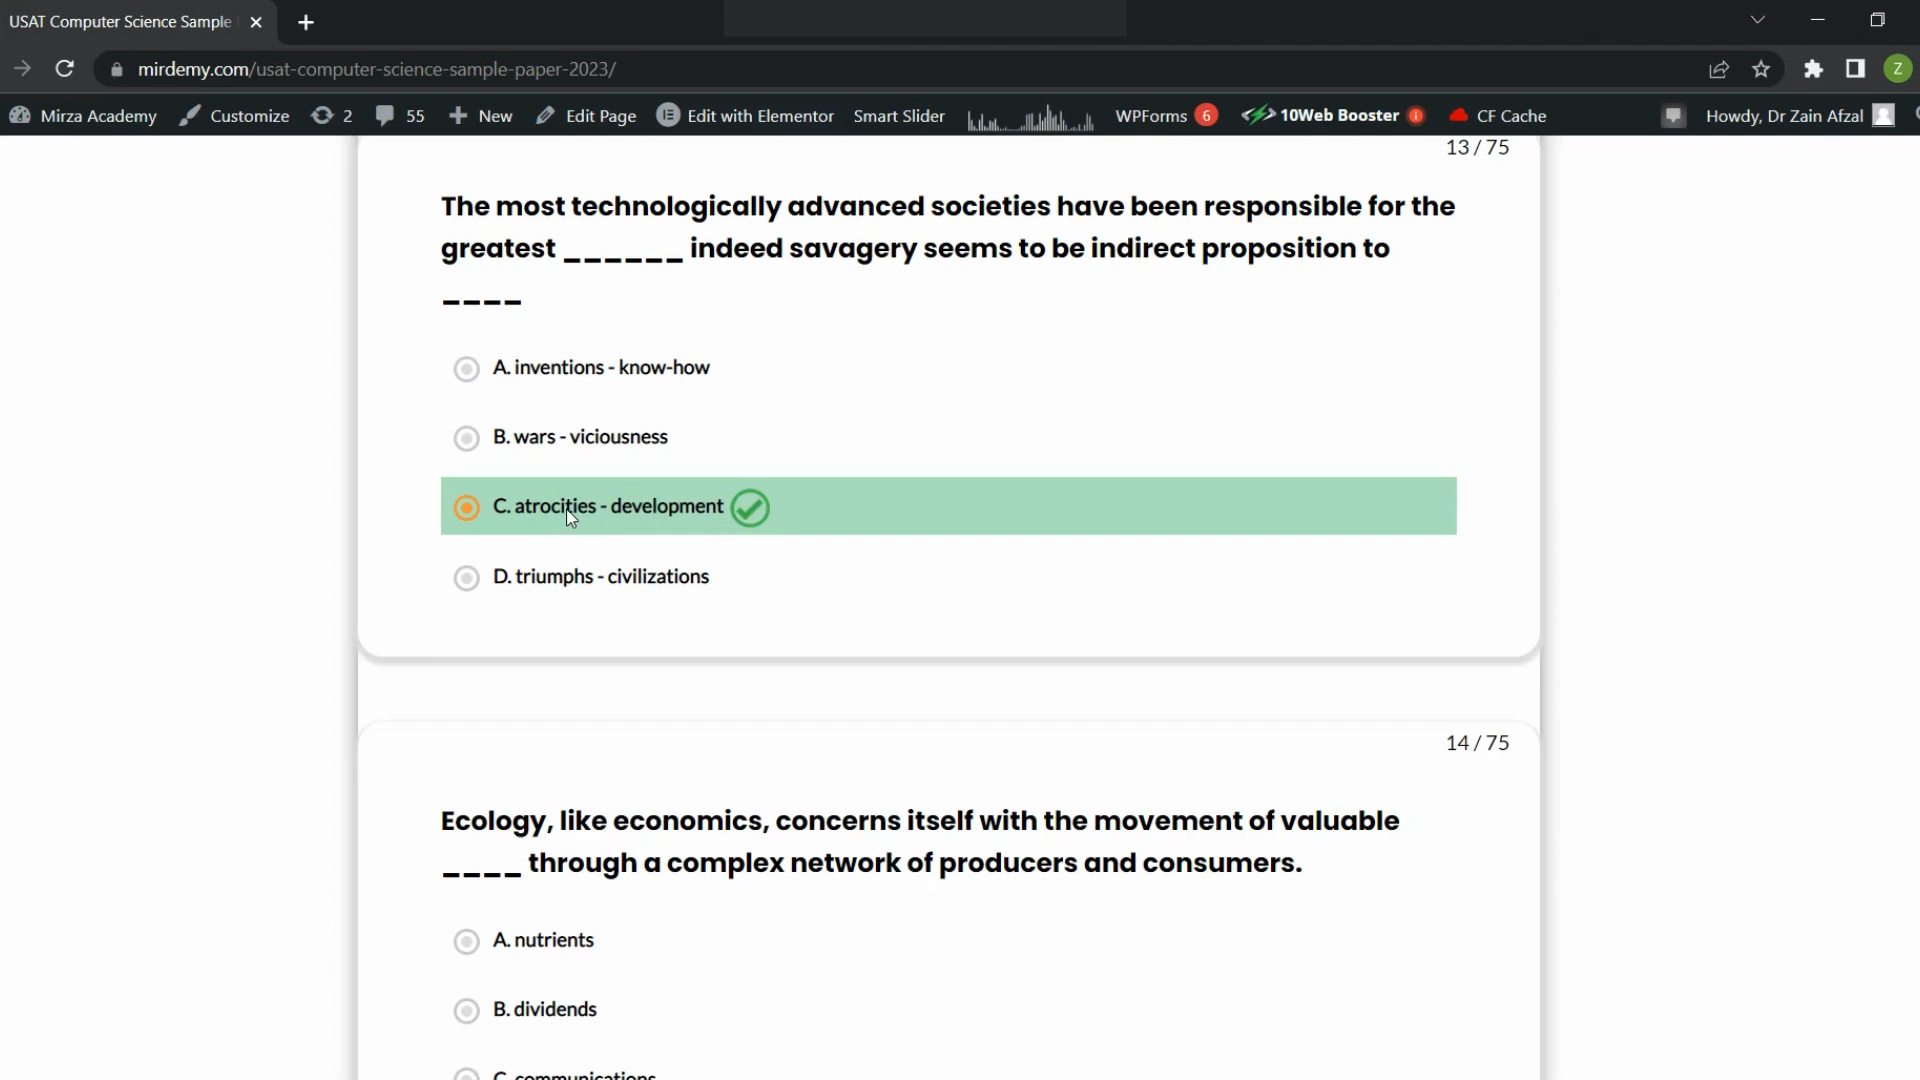 USAT Computer Science Sample
mirdemy.com/usat-computer-science-sample-paper-2023/
Z
Mirza Academy Customize 2 55 New Edit Page Edit with Elementor Smart Slider WPForms 6 10Web Booster CF Cache Howdy, Dr Zain Afzal
13 / 75
The most technologically advanced societies have been responsible for the
greatest ______ indeed savagery seems to be indirect proposition to
____
A. inventions - know-how
B. wars - viciousness
C. atrocities - development
D. triumphs - civilizations
14 / 75
Ecology, like economics, concerns itself with the movement of valuable
____ through a complex network of producers and consumers.
A. nutrients
B. dividends
C. communications